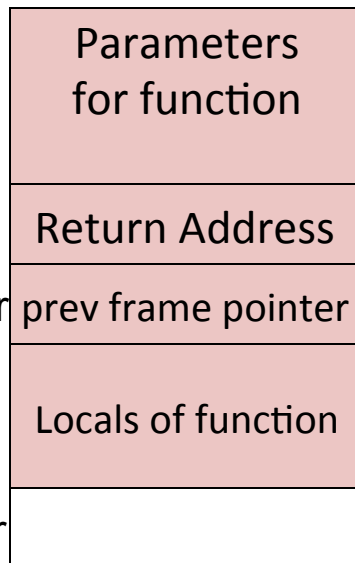 Parameters
for function
Return Address
r prev frame pointer
Locals of function
r